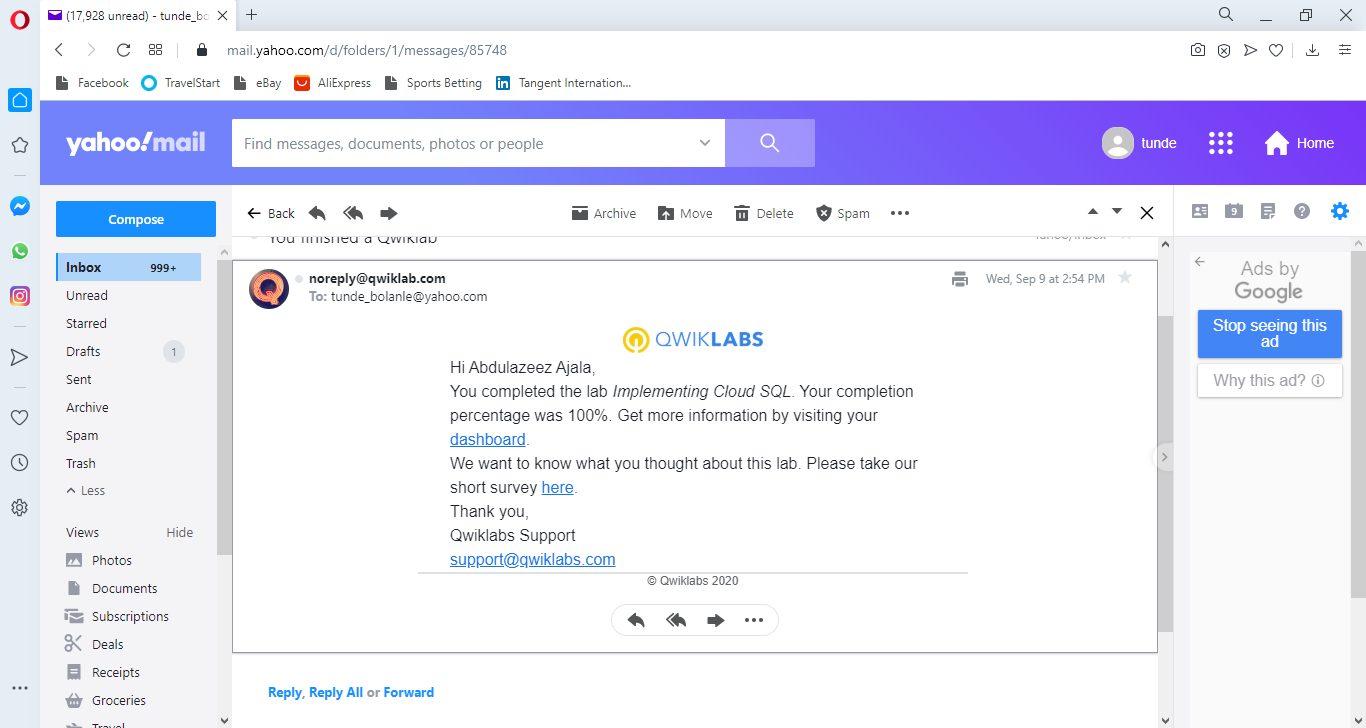 (17,928 unread) - tunde_bo
mail.yahoo.com/d/folders/1/messages/85748
Facebook TravelStart eBay AliExpress Sports Betting in Tangent Internation...
yahoo!mail
Find messages, documents, photos or people
tunde
Home
Compose
Back
Archive Move Delete Spam
9
Inbox 999+
Unread
Starred
Drafts 1
Sent
Archive
Spam
Trash
Less
Views Hide
Photos
Documents
Subscriptions
Deals
Receipts
Groceries
Travel
You finished a Qwiklab
Yahoo/Inbox
noreply@qwiklab.com
Wed, Sep 9 at 2:54 PM
To: tunde_bolanle@yahoo.com
QWIKLABS
Hi Abdulazeez Ajala,
You completed the lab Implementing Cloud SQL. Your completion
percentage was 100%. Get more information by visiting your
dashboard.
We want to know what you thought about this lab. Please take our
short survey here.
Thank you,
Qwiklabs Support
support@qwiklabs.com
© Qwiklabs 2020
Reply, Reply All or Forward
Ads by
Google
Stop seeing this
ad
Why this ad?